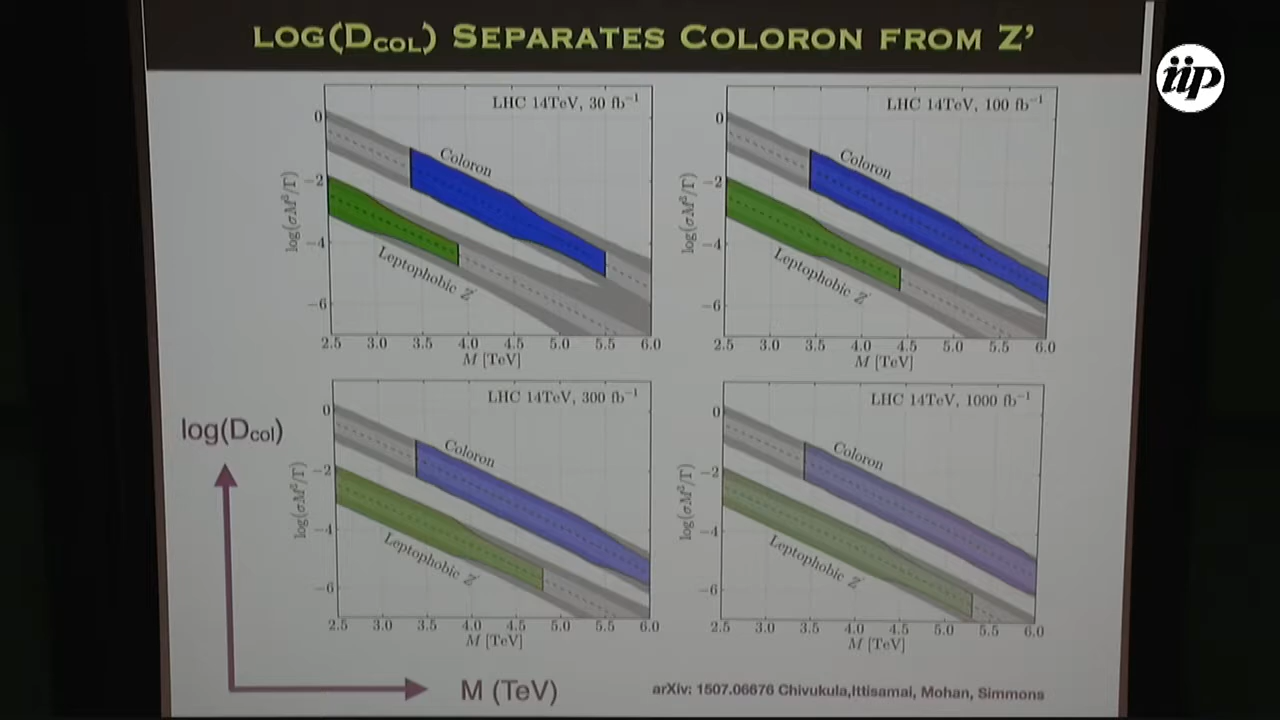 LOG(DCOL) SEPARATES COLORON FROM Z'
iip
LHC 14TeV, 30 fb⁻¹
0
−2
−4
−6
log(σM³/Γ)
Coloron
Leptophobic Z'
2.5 3.0 3.5 4.0 4.5 5.0 5.5 6.0
M [TeV]
LHC 14TeV, 100 fb⁻¹
0
−2
−4
−6
log(σM³/Γ)
Coloron
Leptophobic Z'
2.5 3.0 3.5 4.0 4.5 5.0 5.5 6.0
M [TeV]
LHC 14TeV, 300 fb⁻¹
0
−2
−4
−6
log(σM³/Γ)
Coloron
Leptophobic Z'
2.5 3.0 3.5 4.0 4.5 5.0 5.5 6.0
M [TeV]
LHC 14TeV, 1000 fb⁻¹
0
−2
−4
−6
log(σM³/Γ)
Coloron
Leptophobic Z'
2.5 3.0 3.5 4.0 4.5 5.0 5.5 6.0
M [TeV]
log(Dcol)
M (TeV)
arXiv: 1507.06676 Chivukula,Ittisamai, Mohan, Simmons